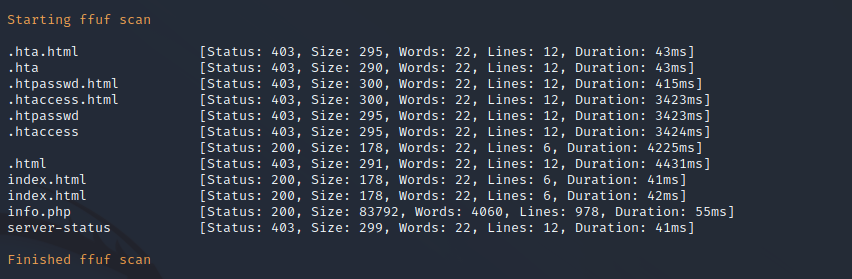 Starting ffuf scan
.hta.html [Status: 403, Size: 295, Words: 22, Lines: 12, Duration: 43ms]
.hta [Status: 403, Size: 290, Words: 22, Lines: 12, Duration: 43ms]
.htpasswd.html [Status: 403, Size: 300, Words: 22, Lines: 12, Duration: 415ms]
.htaccess.html [Status: 403, Size: 300, Words: 22, Lines: 12, Duration: 3423ms]
.htpasswd [Status: 403, Size: 295, Words: 22, Lines: 12, Duration: 3423ms]
.htaccess [Status: 403, Size: 295, Words: 22, Lines: 12, Duration: 3424ms]
[Status: 200, Size: 178, Words: 22, Lines: 6, Duration: 4225ms]
.html [Status: 403, Size: 291, Words: 22, Lines: 12, Duration: 4431ms]
index.html [Status: 200, Size: 178, Words: 22, Lines: 6, Duration: 41ms]
index.html [Status: 200, Size: 178, Words: 22, Lines: 6, Duration: 42ms]
info.php [Status: 200, Size: 83792, Words: 4060, Lines: 978, Duration: 55ms]
server-status [Status: 403, Size: 299, Words: 22, Lines: 12, Duration: 41ms]
Finished ffuf scan